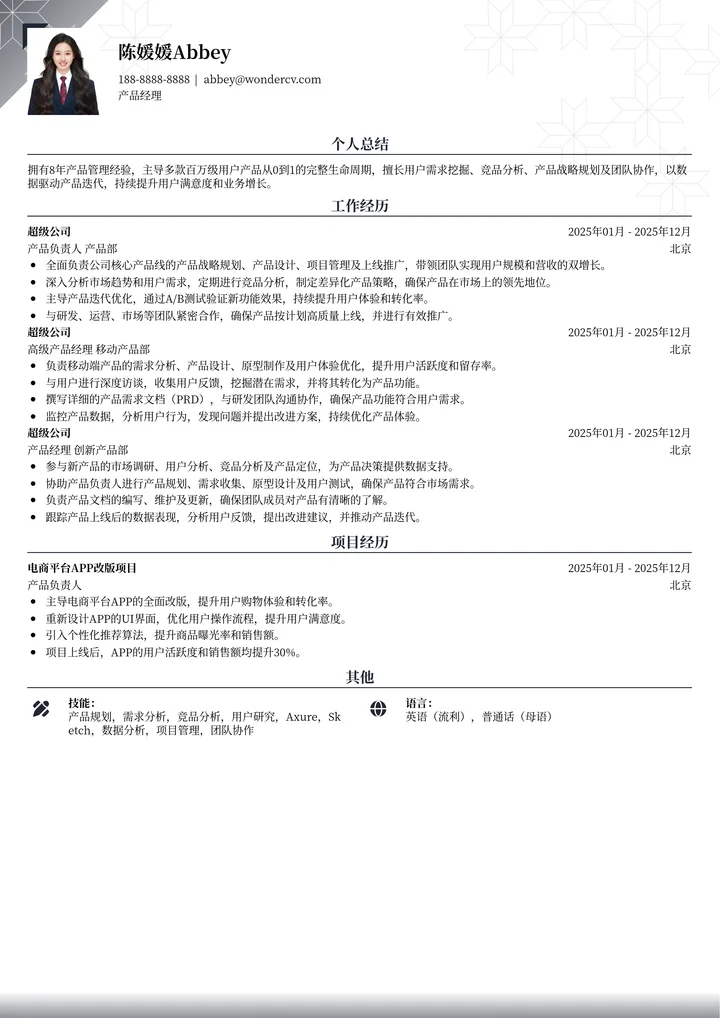 陈媛媛Abbey
188-8888-8888 | abbey@wondercv.com
产品经理
个人总结
拥有8年产品管理经验，主导多款百万级用户产品从0到1的完整生命周期，擅长用户需求挖掘、竞品分析、产品战略规划及团队协作，以数
据驱动产品迭代，持续提升用户满意度和业务增长。
工作经历
超级公司 2025年01月 - 2025年12月
产品负责人 产品部 北京
• 全面负责公司核心产品线的产品战略规划、产品设计、项目管理及上线推广，带领团队实现用户规模和营收的双增长。
• 深入分析市场趋势和用户需求，定期进行竞品分析，制定差异化产品策略，确保产品在市场上的领先地位。
• 主导产品迭代优化，通过A/B测试验证新功能效果，持续提升用户体验和转化率。
• 与研发、运营、市场等团队紧密合作，确保产品按计划高质量上线，并进行有效推广。
超级公司 2025年01月 - 2025年12月
高级产品经理 移动产品部 北京
• 负责移动端产品的需求分析、产品设计、原型制作及用户体验优化，提升用户活跃度和留存率。
• 与用户进行深度访谈，收集用户反馈，挖掘潜在需求，并将其转化为产品功能。
• 撰写详细的产品需求文档（PRD），与研发团队沟通协作，确保产品功能符合用户需求。
• 监控产品数据，分析用户行为，发现问题并提出改进方案，持续优化产品体验。
超级公司 2025年01月 - 2025年12月
产品经理 创新产品部 北京
• 参与新产品的市场调研、用户分析、竞品分析及产品定位，为产品决策提供数据支持。
• 协助产品负责人进行产品规划、需求收集、原型设计及用户测试，确保产品符合市场需求。
• 负责产品文档的编写、维护及更新，确保团队成员对产品有清晰的了解。
• 跟踪产品上线后的数据表现，分析用户反馈，提出改进建议，并推动产品迭代。
项目经历
电商平台APP改版项目 2025年01月 - 2025年12月
产品负责人 北京
• 主导电商平台APP的全面改版，提升用户购物体验和转化率。
• 重新设计APP的UI界面，优化用户操作流程，提升用户满意度。
• 引入个性化推荐算法，提升商品曝光率和销售额。
• 项目上线后，APP的用户活跃度和销售额均提升30%。
其他
技能：
产品规划，需求分析，竞品分析，用户研究，Axure，Sk
etch，数据分析，项目管理，团队协作
语言：
英语（流利），普通话（母语）